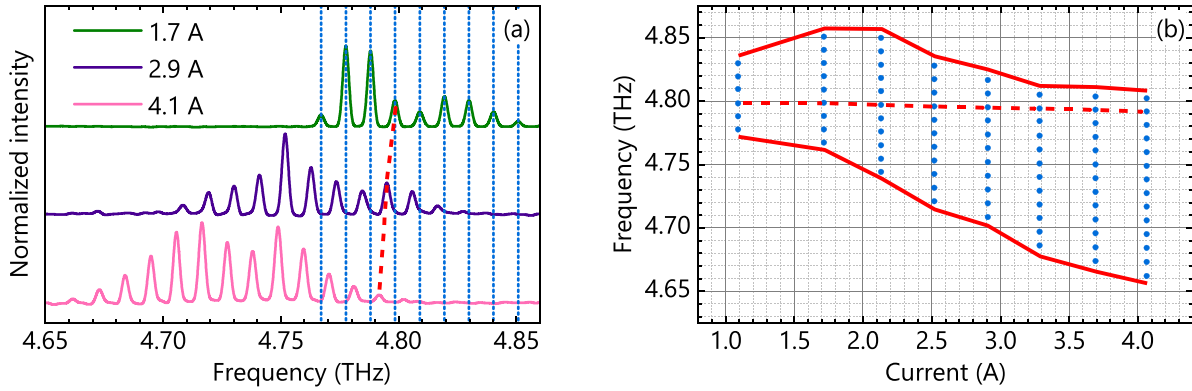 (a)
1.7 A
2.9 A
4.1 A
Normalized intensity
4.65 4.70 4.75 4.80 4.85
Frequency (THz)
(b)
4.85
4.80
4.75
4.70
4.65
Frequency (THz)
1.0 1.5 2.0 2.5 3.0 3.5 4.0
Current (A)